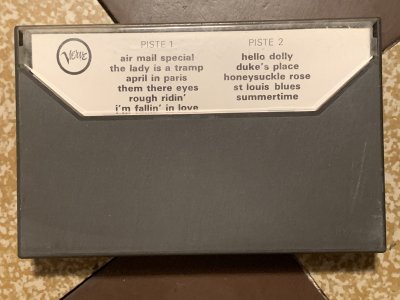 Verve
PISTE 1
air mail special
the lady is a tramp
april in paris
them there eyes
rough ridin'
i'm fallin' in love
PISTE 2
hello dolly
duke's place
honeysuckle rose
st louis blues
summertime